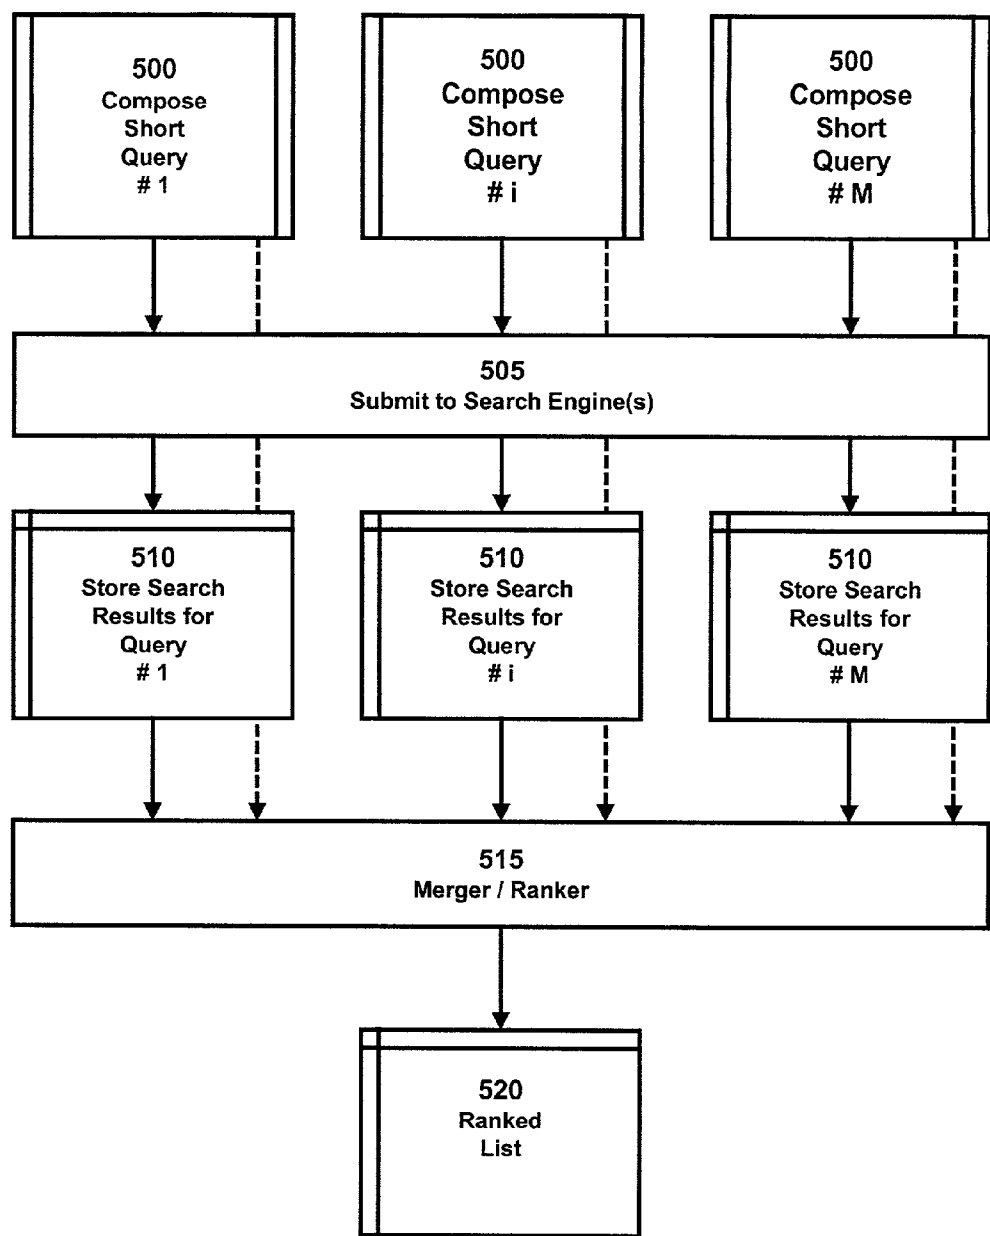 500
Compose
Short
Query
# 1
500
Compose
Short
Query
# i
500
Compose
Short
Query
# M
505
Submit to Search Engine(s)
510
Store Search
Results for
Query
# 1
510
Store Search
Results for
Query
# i
510
Store Search
Results for
Query
# M
515
Merger / Ranker
520
Ranked
List